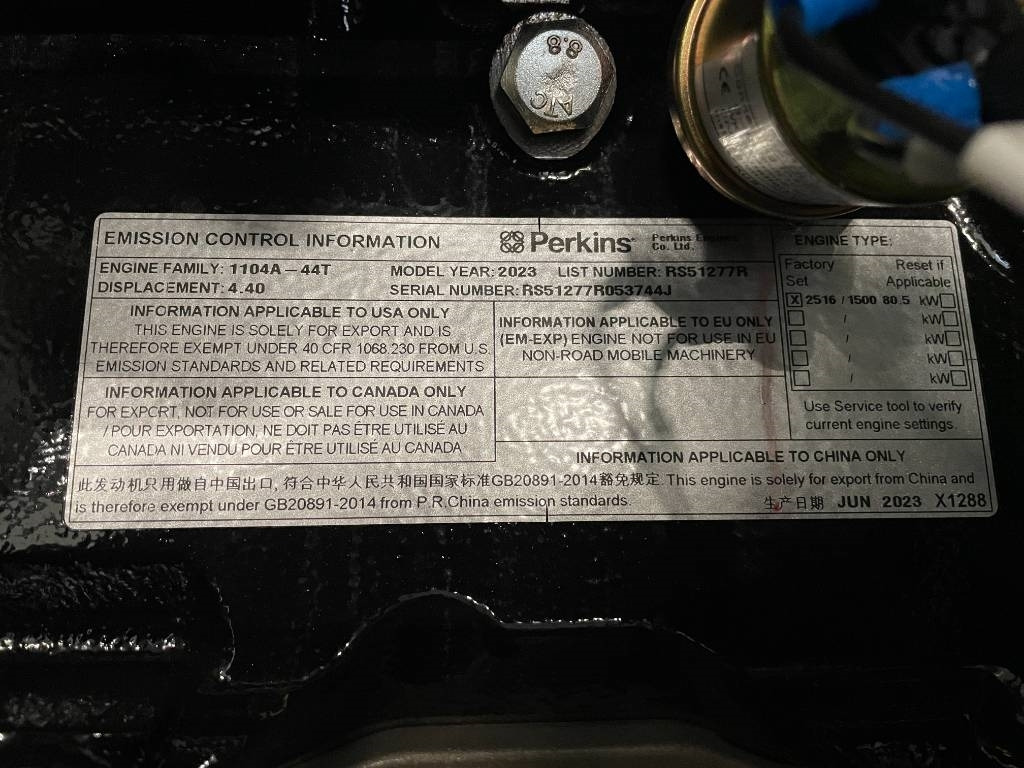 8.8
ATC
CE
EMISSION CONTROL INFORMATION
Perkins
Perkins Engines
Co. Ltd.
ENGINE TYPE:
ENGINE FAMILY: 1104A – 44T
MODEL YEAR: 2023 LIST NUMBER: RS51277R
DISPLACEMENT: 4.40
SERIAL NUMBER: RS51277R053744J
Factory Set
Reset if Applicable
X 2516 / 1500 80.5 kW
/ kW
/ kW
/ kW
/ kW
Use Service tool to verify
current engine settings.
INFORMATION APPLICABLE TO USA ONLY
THIS ENGINE IS SOLELY FOR EXPORT AND IS
THEREFORE EXEMPT UNDER 40 CFR 1068.230 FROM U.S.
EMISSION STANDARDS AND RELATED REQUIREMENTS
INFORMATION APPLICABLE TO EU ONLY
(EM-EXP) ENGINE NOT FOR USE IN EU
NON-ROAD MOBILE MACHINERY
INFORMATION APPLICABLE TO CANADA ONLY
FOR EXPORT, NOT FOR USE OR SALE FOR USE IN CANADA
/ POUR EXPORTATION, NE DOIT PAS ÊTRE UTILISÉ AU
CANADA NI VENDU POUR ÊTRE UTILISÉ AU CANADA
INFORMATION APPLICABLE TO CHINA ONLY
此发动机只用做自中国出口, 符合中华人民共和国国家标准GB20891-2014豁免规定. This engine is solely for export from China and
is therefore exempt under GB20891-2014 from P.R.China emission standards.
生产日期 JUN 2023 X1288